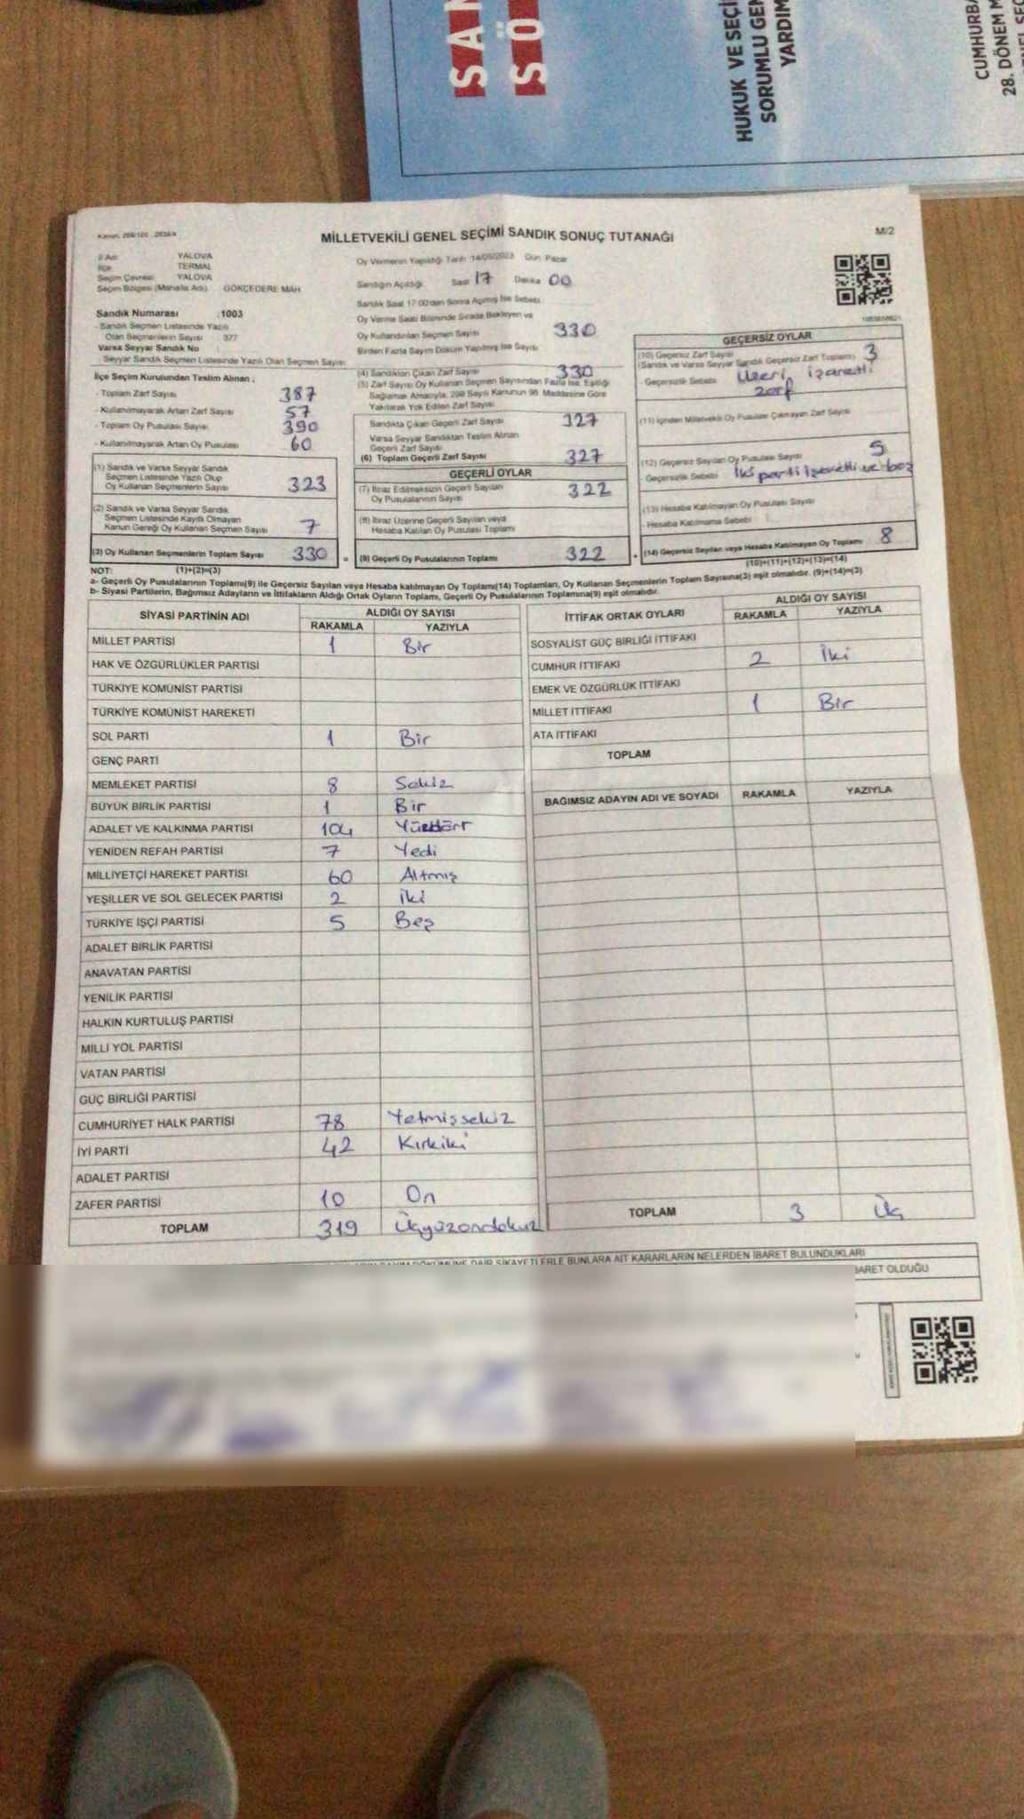 HUKUK VE SEÇİ
SORUMLU GEN
YARDIM
CUMHURBA
28. DÖNEM M
MİLLETVEKİLİ GENEL SEÇİMİ SANDIK SONUÇ TUTANAĞI
M/2
İl Adı YALOVA
İlçe TERMAL
Seçim Çevresi YALOVA
Seçim Bölgesi (Mahalle Adı) GÖKÇEDERE MAH
Oy Vermenin Yapıldığı Tarih 14/05/2023 Gün Pazar
Sandığın Açıldığı Saat 17 Dakika 00
Sandık Saat 17:00'den Sonra Açılmış İse Sebebi
Sandık Numarası :1003
Sandık Seçmen Listesinde Yazılı
Olan Seçmenlerin Sayısı 377
Varsa Seyyar Sandık No
Seyyar Sandık Seçmen Listesinde Yazılı Olan Seçmen Sayısı
Oy Verme Saati Bitiminde Sırada Bekleyen ve
Oy Kullandırılan Seçmen Sayısı 330
Birden Fazla Sayım Döküm Yapılmış İse Sayısı
İlçe Seçim Kurulundan Teslim Alınan ;
- Toplam Zarf Sayısı 387
- Kullanılmayarak Artan Zarf Sayısı 57
- Toplam Oy Pusulası Sayısı 390
- Kullanılmayarak Artan Oy Pusulası 60
(1) Sandık ve Varsa Seyyar Sandık
Seçmen Listesinde Yazılı Olup
Oy Kullanan Seçmenlerin Sayısı 323
(2) Sandık ve Varsa Seyyar Sandık
Seçmen Listesinde Kayıtlı Olmayan
Kanun Gereği Oy Kullanan Seçmen Sayısı 7
(3) Oy Kullanan Seçmenlerin Toplam Sayısı 330
(1)+(2)=(3)
(4) Sandıktan Çıkan Zarf Sayısı 330
(5) Zarf Sayısı Oy Kullanan Seçmen Sayısından Fazla İse, Eşitliği
Sağlamak Amacıyla, 298 Sayılı Kanunun 98. Maddesine Göre
Yakılarak Yok Edilen Zarf Sayısı
Sandıkta Çıkan Geçerli Zarf Sayısı 327
Varsa Seyyar Sandıktan Teslim Alınan
Geçerli Zarf Sayısı
(6) Toplam Geçerli Zarf Sayısı 327
GEÇERLİ OYLAR
(7) İtiraz Edilmeksizin Geçerli Sayılan
Oy Pusulalarının Sayısı 322
(8) İtiraz Üzerine Geçerli Sayılan veya
Hesaba Katılan Oy Pusulası Toplamı
(9) Geçerli Oy Pusulalarının Toplamı 322
GEÇERSİZ OYLAR
(10) Geçersiz Zarf Sayısı
(Sandık ve Varsa Seyyar Sandık Geçersiz Zarf Toplamı) 3
Geçersizlik Sebebi Üzeri işaretli
zarf
(11) İçinden Milletvekili Oy Pusulası Çıkmayan Zarf Sayısı
(12) Geçersiz Sayılan Oy Pusulası Sayısı 5
Geçersizlik Sebebi İki parti işaretli ve boş
(13) Hesaba Katılmayan Oy Pusulası Sayısı
Hesaba Katılmama Sebebi
(14) Geçersiz Sayılan veya Hesaba Katılmayan Oy Toplamı 8
(10)+(11)+(12)+(13)=(14)
NOT:
a- Geçerli Oy Pusulalarının Toplamı(9) ile Geçersiz Sayılan veya Hesaba katılmayan Oy Toplamı(14) Toplamları, Oy Kullanan Seçmenlerin Toplam Sayısına(3) eşit olmalıdır. (9)+(14)=(3)
b- Siyasi Partilerin, Bağımsız Adayların ve İttifakların Aldığı Ortak Oyların Toplamı, Geçerli Oy Pusulalarının Toplamına(9) eşit olmalıdır.
SİYASİ PARTİNİN ADI ALDIĞI OY SAYISI
RAKAMLA YAZIYLA
MİLLET PARTİSİ 1 Bir
HAK VE ÖZGÜRLÜKLER PARTİSİ
TÜRKİYE KOMÜNİST PARTİSİ
TÜRKİYE KOMÜNİST HAREKETİ
SOL PARTİ 1 Bir
GENÇ PARTİ
MEMLEKET PARTİSİ 8 Sekiz
BÜYÜK BİRLİK PARTİSİ 1 Bir
ADALET VE KALKINMA PARTİSİ 104 Yüzdört
YENİDEN REFAH PARTİSİ 7 Yedi
MİLLİYETÇİ HAREKET PARTİSİ 60 Altmış
YEŞİLLER VE SOL GELECEK PARTİSİ 2 İki
TÜRKİYE İŞÇİ PARTİSİ 5 Beş
ADALET BİRLİK PARTİSİ
ANAVATAN PARTİSİ
YENİLİK PARTİSİ
HALKIN KURTULUŞ PARTİSİ
MİLLİ YOL PARTİSİ
VATAN PARTİSİ
GÜÇ BİRLİĞİ PARTİSİ
CUMHURİYET HALK PARTİSİ 78 Yetmişsekiz
İYİ PARTİ 42 Kırkiki
ADALET PARTİSİ
ZAFER PARTİSİ 10 On
TOPLAM 319 Üçyüzondokuz
İTTİFAK ORTAK OYLARI ALDIĞI OY SAYISI
RAKAMLA YAZIYLA
SOSYALİST GÜÇ BİRLİĞİ İTTİFAKI
CUMHUR İTTİFAKI 2 İki
EMEK VE ÖZGÜRLÜK İTTİFAKI
MİLLET İTTİFAKI 1 Bir
ATA İTTİFAKI
TOPLAM
BAĞIMSIZ ADAYIN ADI VE SOYADI RAKAMLA YAZIYLA
TOPLAM 3 Üç
DAİR ŞİKAYETLERLE BUNLARA AİT KARARLARIN NELERDEN İBARET BULUNDUKLARI
BARET OLDUĞU